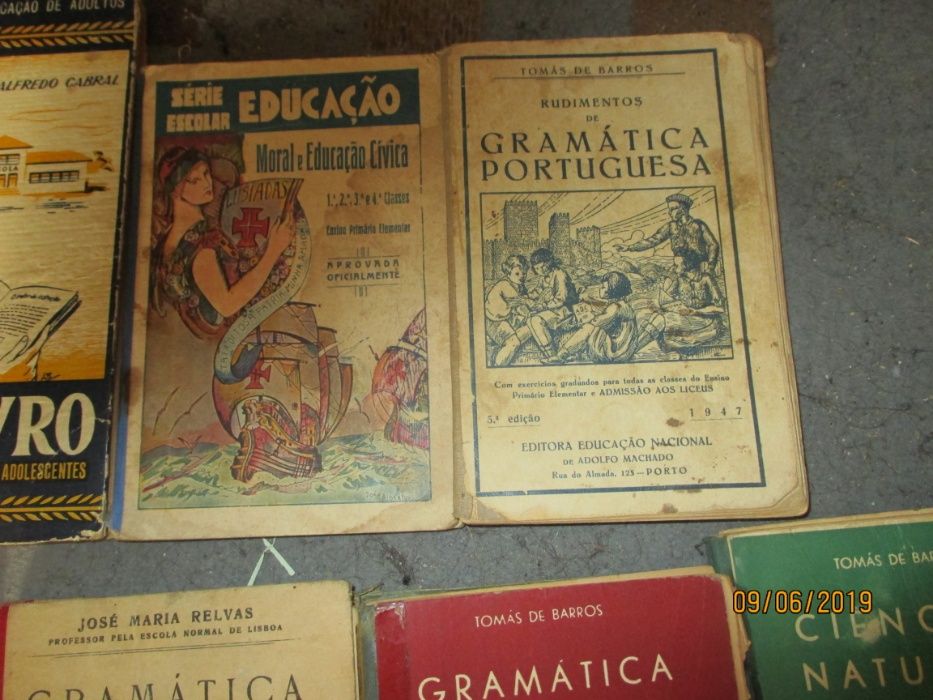 CAÇÃO DE ADULTOS
ALFREDO CABRAL
VRO
ADOLESCENTES
SÉRIE
ESCOLAR
EDUCAÇÃO
Moral e Educação Cívica
1.ª, 2.ª, 3.ª e 4.ª Classes
Ensino Primário Elementar
APROVADA
OFICIALMENTE
LUSIADAS
TOMÁS DE BARROS
RUDIMENTOS
DE
GRAMÁTICA
PORTUGUESA
Com exercícios graduados para todas as classes do Ensino
Primário Elementar e ADMISSÃO AOS LICEUS
5.ª edição
1947
EDITORA EDUCAÇÃO NACIONAL
DE ADOLFO MACHADO
Rua do Almada, 125 — PORTO
JOSÉ MARIA RELVAS
PROFESSOR PELA ESCOLA NORMAL DE LISBOA
GRAMÁTICA
TOMÁS DE BARROS
GRAMÁTICA
TOMÁS DE BAR
CIENC
NATU
09/06/2019